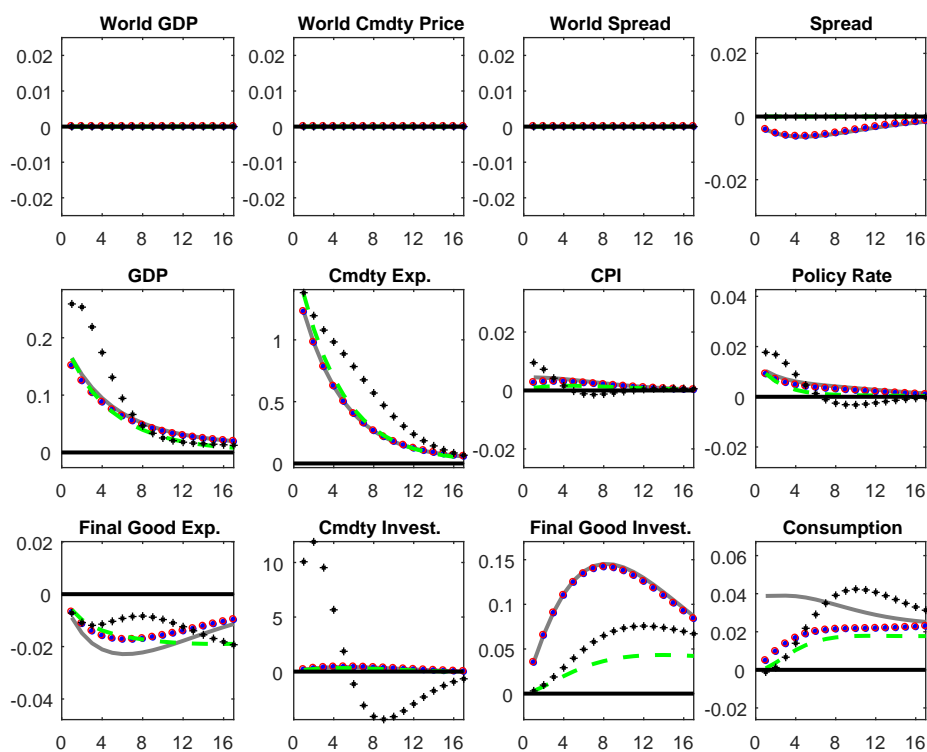 World GDP World Cmdty Price World Spread Spread
0.02 0.02 0.02 0.02
0.01 0.01 0.01
0 0 0 0
-0.01 -0.01 -0.01
-0.02 -0.02 -0.02 -0.02
0 4 8 12 16 0 4 8 12 16 0 4 8 12 16 0 4 8 12 16
GDP Cmdty Exp. CPI Policy Rate
0.2 1 0.02 0.04
0.1 0.5 0 0.02
0 0 -0.02 0
-0.02
0 4 8 12 16 0 4 8 12 16 0 4 8 12 16 0 4 8 12 16
Final Good Exp. Cmdty Invest. Final Good Invest. Consumption
0.02 10 0.15 0.06
0 5 0.1 0.04
-0.02 0 0.05 0.02
-0.04 0 0
-0.02
0 4 8 12 16 0 4 8 12 16 0 4 8 12 16 0 4 8 12 16